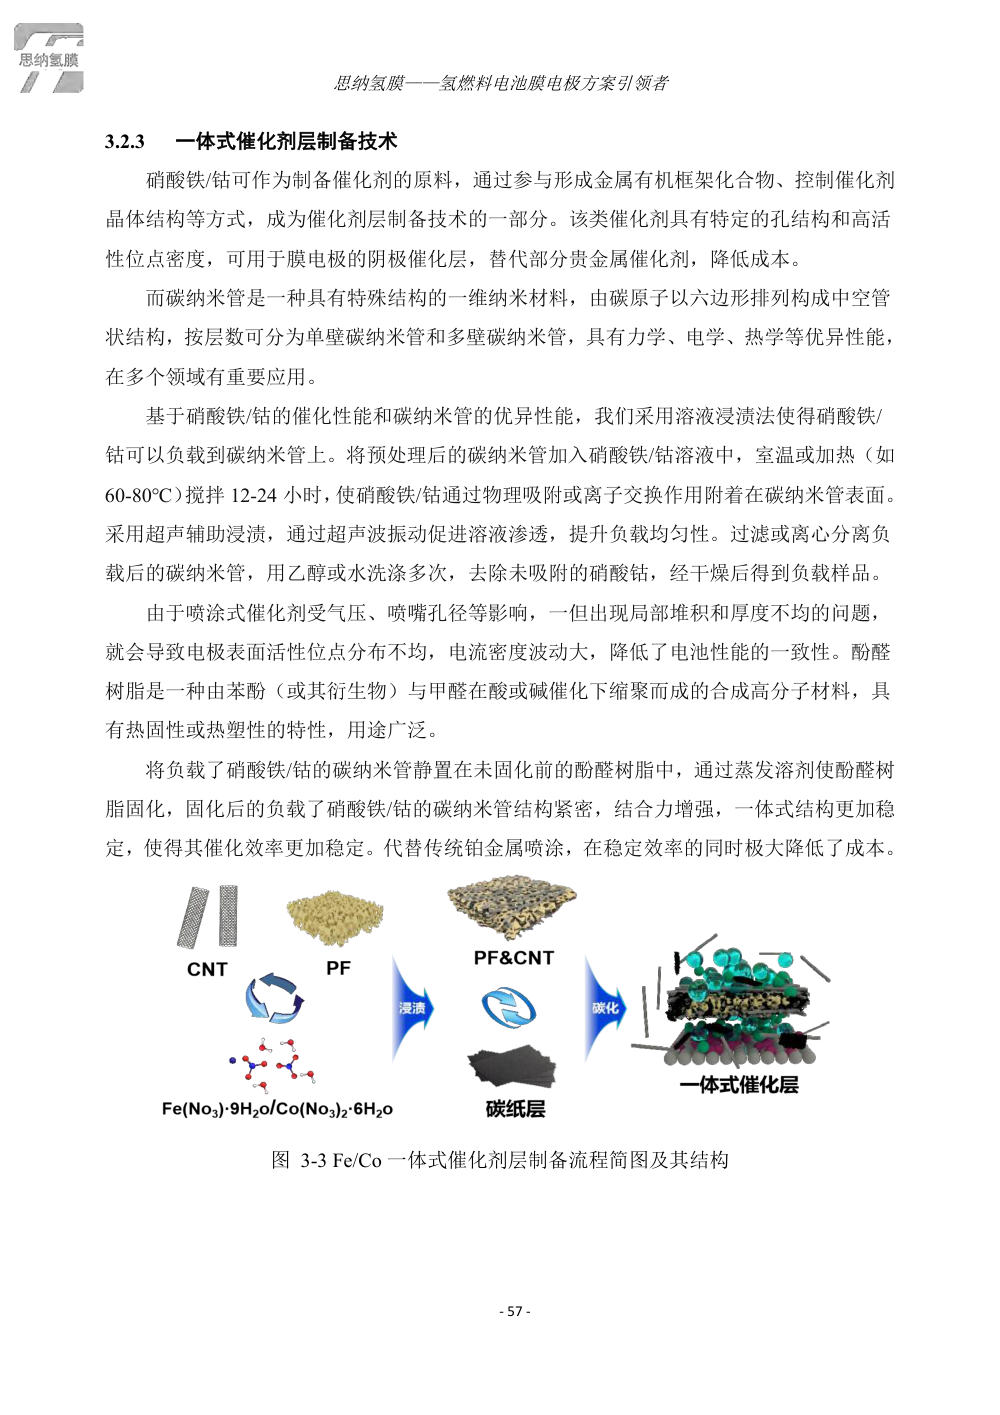 思纳氢膜
思纳氢膜——氢燃料电池膜电极方案引领者
3.2.3 一体式催化剂层制备技术
硝酸铁/钴可作为制备催化剂的原料，通过参与形成金属有机框架化合物、控制催化剂
晶体结构等方式，成为催化剂层制备技术的一部分。该类催化剂具有特定的孔结构和高活
性位点密度，可用于膜电极的阴极催化层，替代部分贵金属催化剂，降低成本。
而碳纳米管是一种具有特殊结构的一维纳米材料，由碳原子以六边形排列构成中空管
状结构，按层数可分为单壁碳纳米管和多壁碳纳米管，具有力学、电学、热学等优异性能，
在多个领域有重要应用。
基于硝酸铁/钴的催化性能和碳纳米管的优异性能，我们采用溶液浸渍法使得硝酸铁/
钴可以负载到碳纳米管上。将预处理后的碳纳米管加入硝酸铁/钴溶液中，室温或加热（如
60-80℃）搅拌 12-24 小时，使硝酸铁/钴通过物理吸附或离子交换作用附着在碳纳米管表面。
采用超声辅助浸渍，通过超声波振动促进溶液渗透，提升负载均匀性。过滤或离心分离负
载后的碳纳米管，用乙醇或水洗涤多次，去除未吸附的硝酸钴，经干燥后得到负载样品。
由于喷涂式催化剂受气压、喷嘴孔径等影响，一但出现局部堆积和厚度不均的问题，
就会导致电极表面活性位点分布不均，电流密度波动大，降低了电池性能的一致性。酚醛
树脂是一种由苯酚（或其衍生物）与甲醛在酸或碱催化下缩聚而成的合成高分子材料，具
有热固性或热塑性的特性，用途广泛。
将负载了硝酸铁/钴的碳纳米管静置在未固化前的酚醛树脂中，通过蒸发溶剂使酚醛树
脂固化，固化后的负载了硝酸铁/钴的碳纳米管结构紧密，结合力增强，一体式结构更加稳
定，使得其催化效率更加稳定。代替传统铂金属喷涂，在稳定效率的同时极大降低了成本。
CNT
PF
PF&CNT
浸渍
碳化
Fe(No₃)·9H₂o/Co(No₃)₂·6H₂o
碳纸层
一体式催化层
图 3-3 Fe/Co 一体式催化剂层制备流程简图及其结构
- 57 -